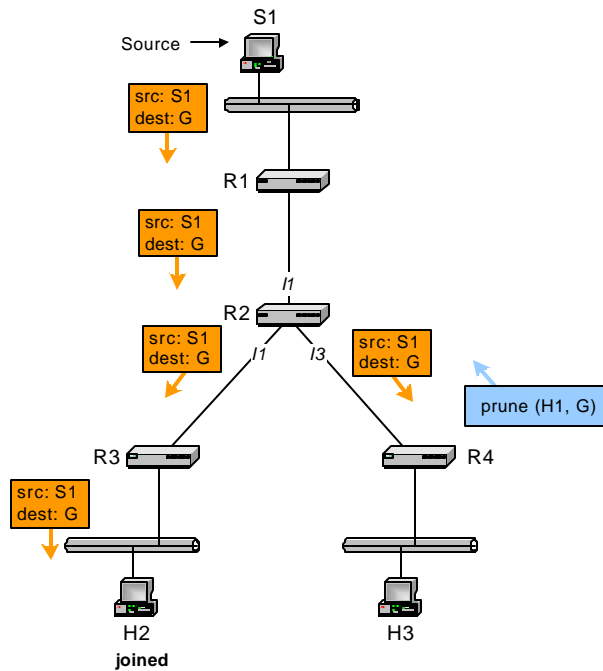 S1
Source
src: S1
dest: G
R1
src: S1
dest: G
I1
R2
src: S1
dest: G
I1
I3
src: S1
dest: G
prune (H1, G)
R3
R4
src: S1
dest: G
H2
H3
joined